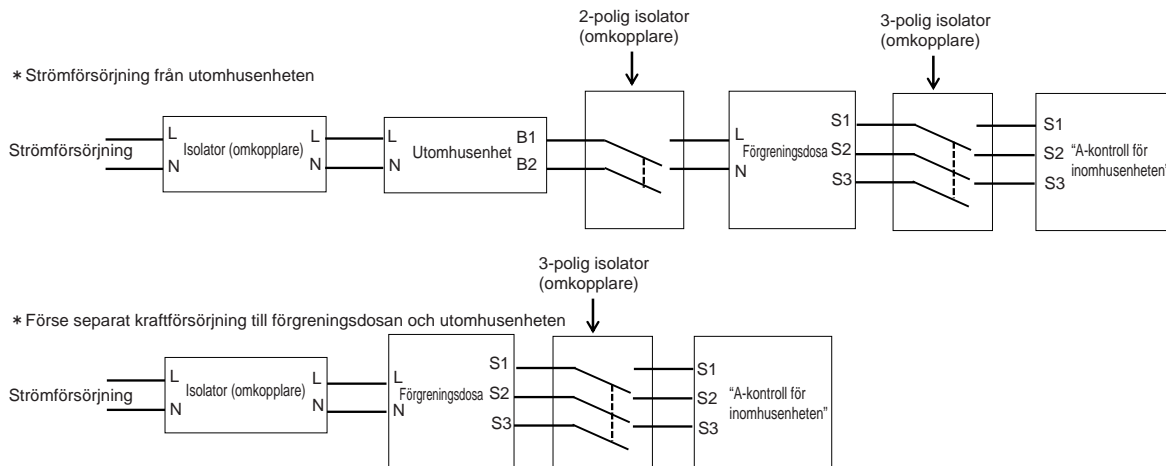 2-polig isolator
(omkopplare)
3-polig isolator
(omkopplare)
* Strömförsörjning från utomhusenheten
Strömförsörjning
L
N
Isolator (omkopplare)
L
N
L
N
Utomhusenhet
B1
B2
L
N
Förgreningsdosa
S1
S2
S3
S1
S2
S3
“A-kontroll för
inomhusenheten”
3-polig isolator
(omkopplare)
* Förse separat kraftförsörjning till förgreningsdosan och utomhusenheten
Strömförsörjning
L
N
Isolator (omkopplare)
L
N
L
N
Förgreningsdosa
S1
S2
S3
S1
S2
S3
“A-kontroll för
inomhusenheten”